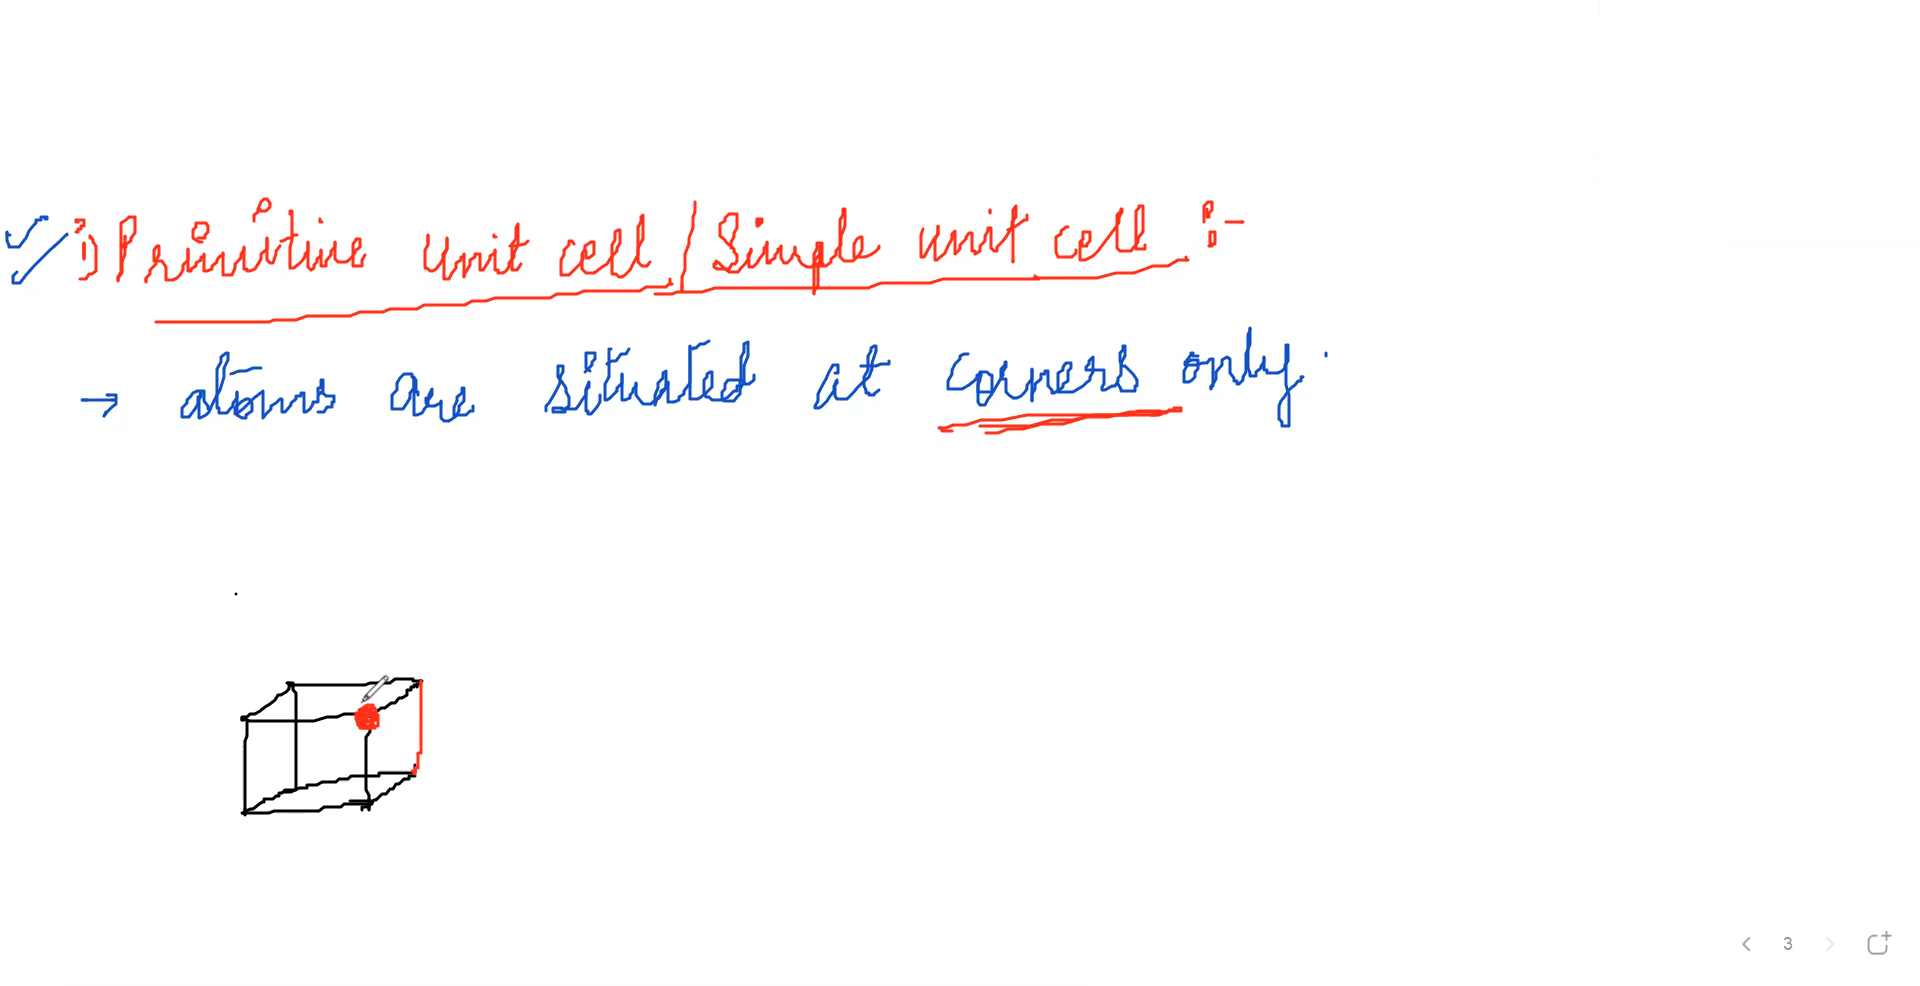 i) Primitive unit cell / Simple unit cell :-
→ atoms are situated at corners only.
3